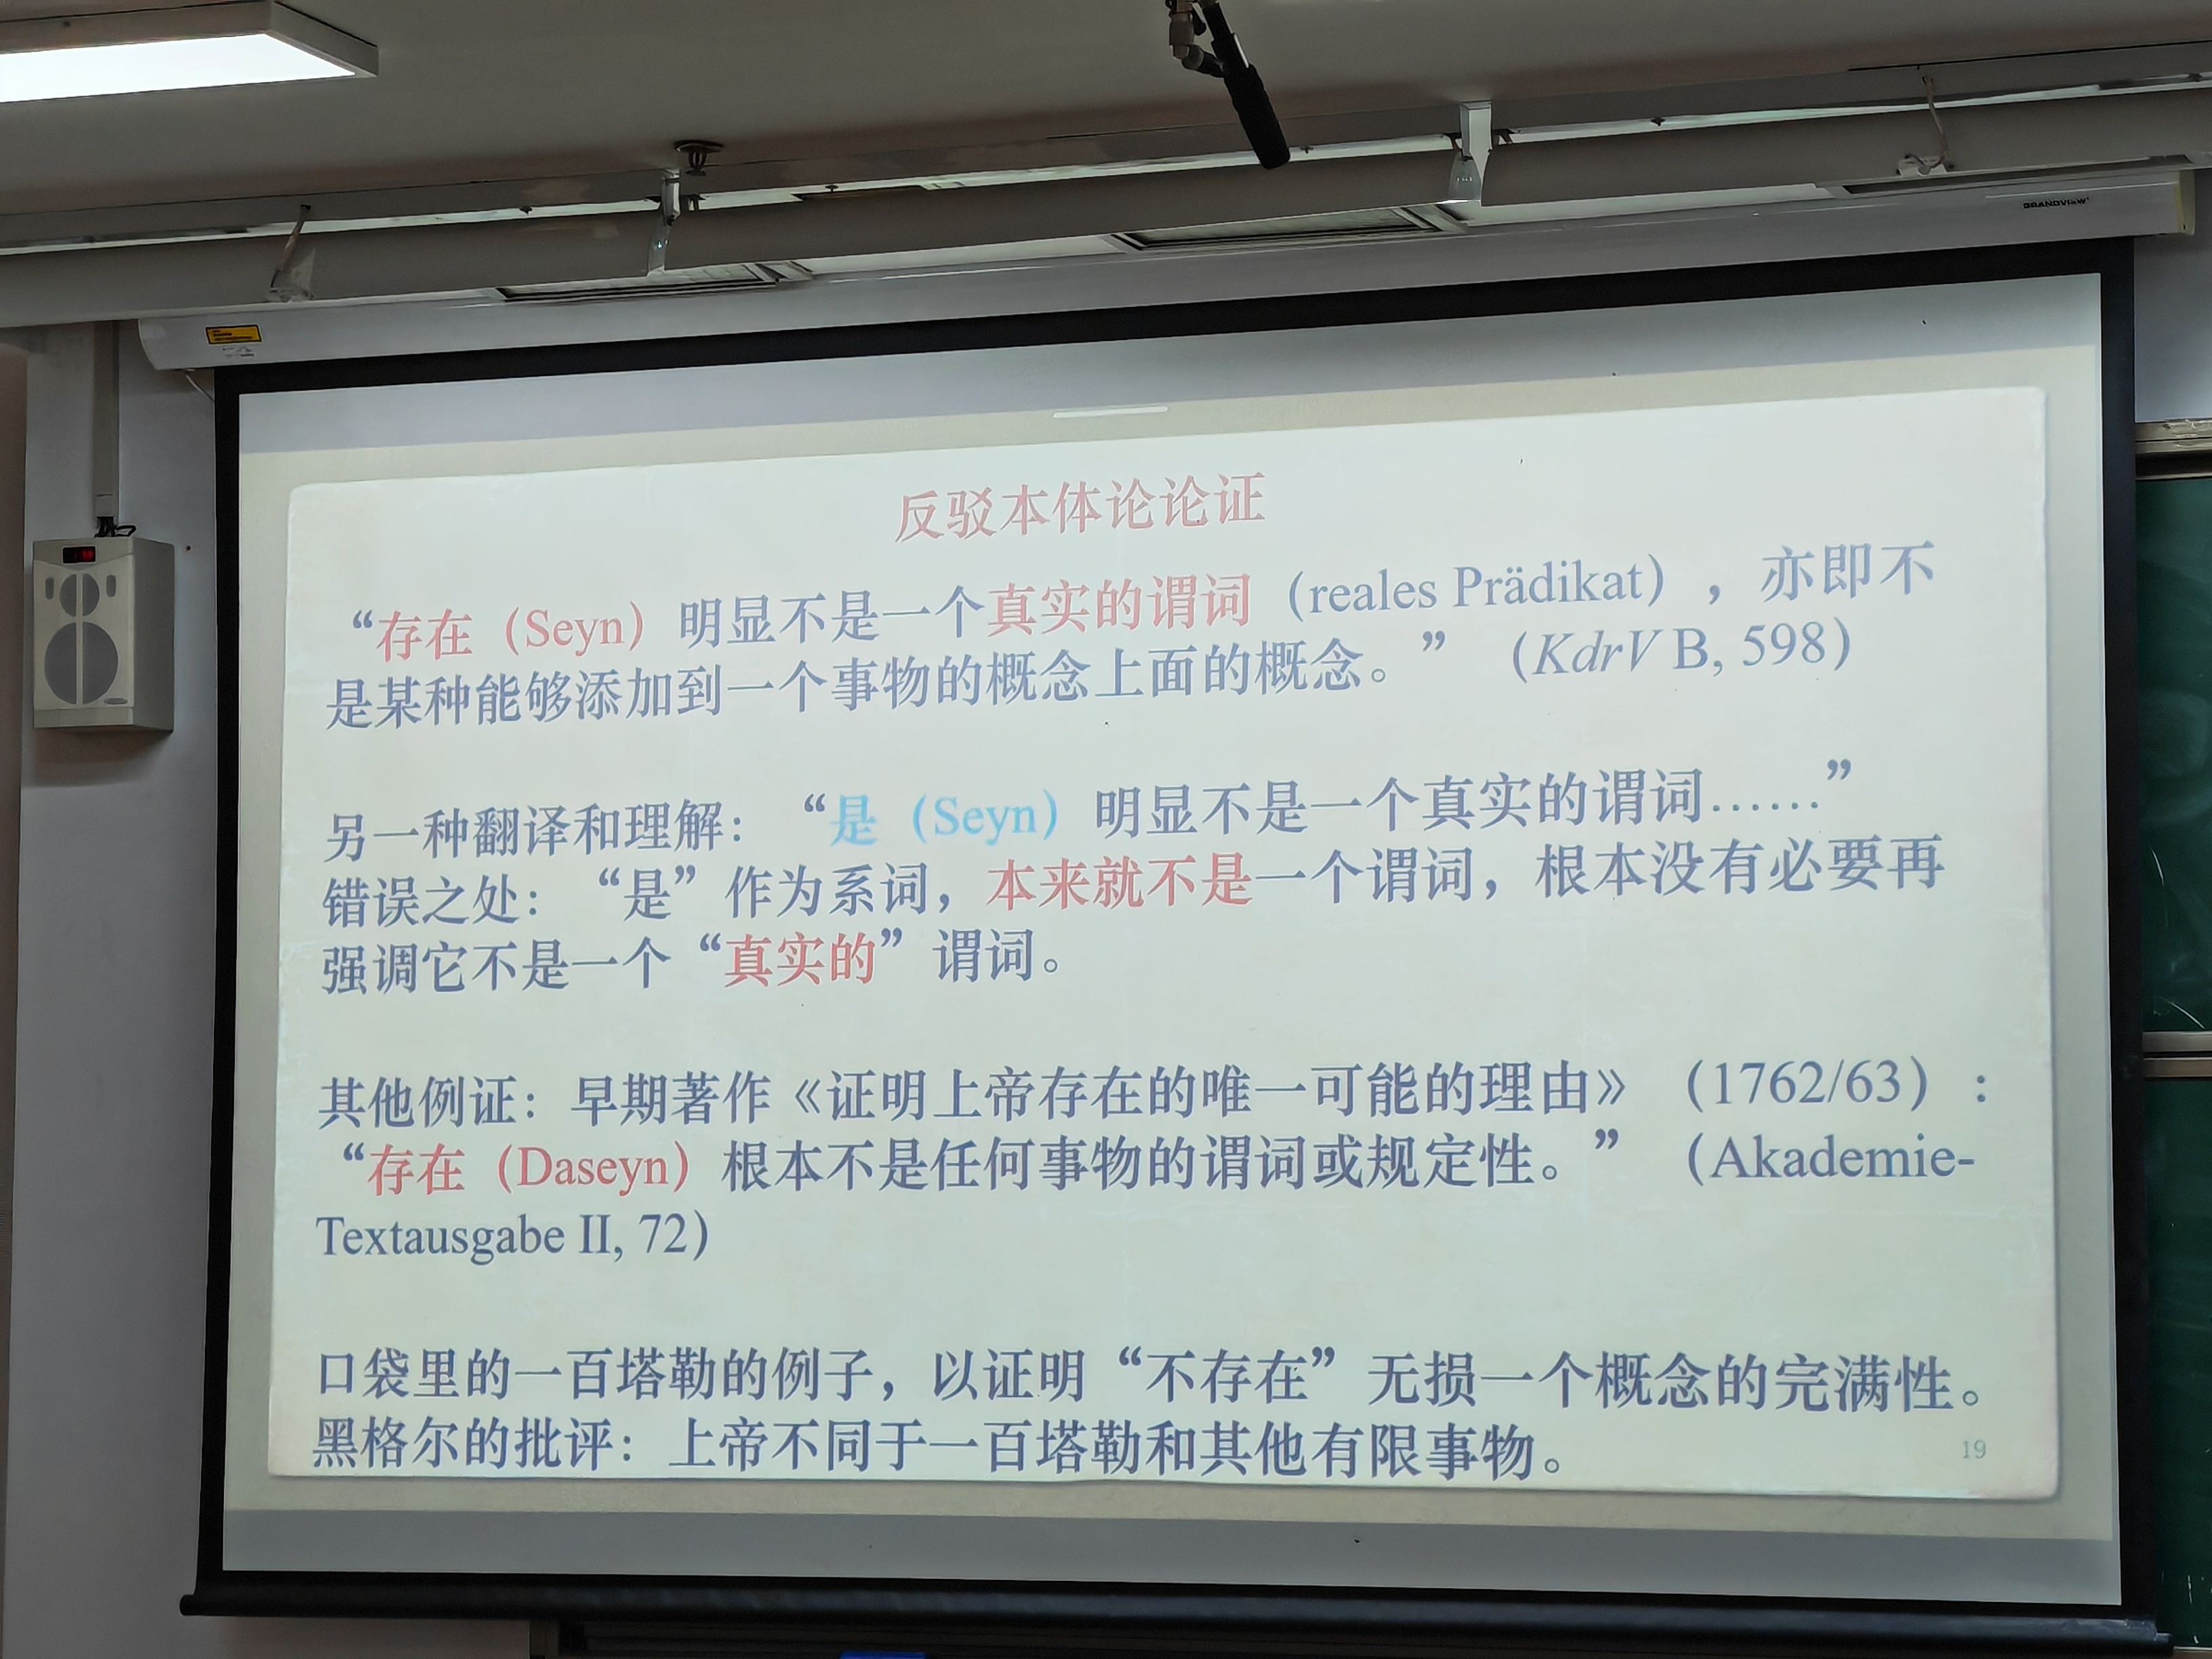 GRANDVIEW
反驳本体论论证
“存在（Seyn）明显不是一个真实的谓词（reales Prädikat），亦即不
是某种能够添加到一个事物的概念上面的概念。”（KdrV B, 598）
另一种翻译和理解：“是（Seyn）明显不是一个真实的谓词……”
错误之处：“是”作为系词，本来就不是一个谓词，根本没有必要再
强调它不是一个“真实的”谓词。
其他例证：早期著作《证明上帝存在的唯一可能的理由》（1762/63）：
“存在（Daseyn）根本不是任何事物的谓词或规定性。”（Akademie-
Textausgabe II, 72）
口袋里的一百塔勒的例子，以证明“不存在”无损一个概念的完满性。
黑格尔的批评：上帝不同于一百塔勒和其他有限事物。
19